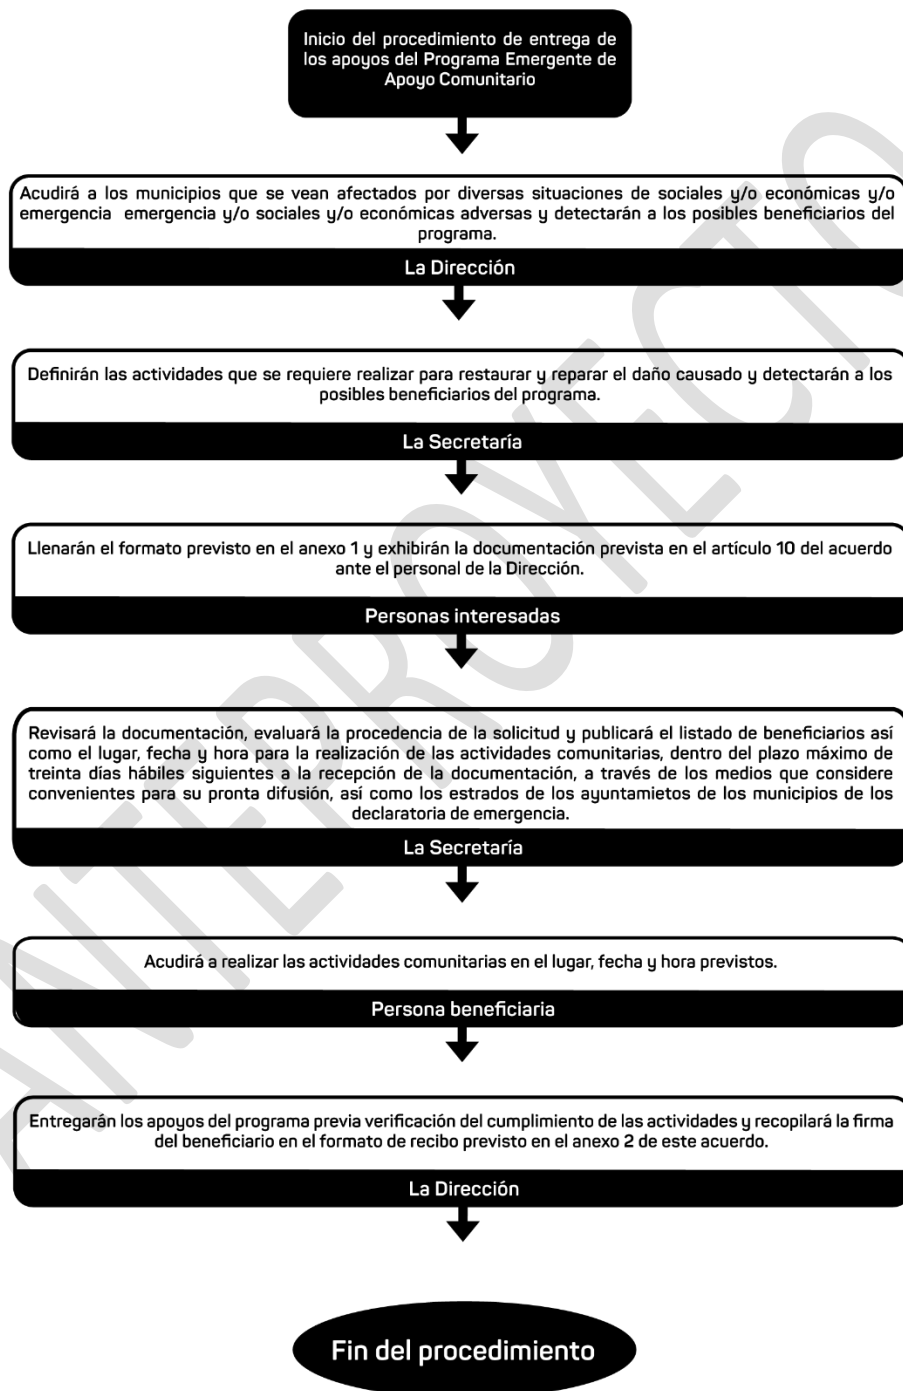 Inicio del procedimiento de entrega de
los apoyos del Programa Emergente de
Apoyo Comunitario
Acudirá a los municipios que se vean afectados por diversas situaciones de sociales y/o económicas y/o
emergencia emergencia y/o sociales y/o económicas adversas y detectarán a los posibles beneficiarios del
programa.
La Dirección
Definirán las actividades que se requiere realizar para restaurar y reparar el daño causado y detectarán a los
posibles beneficiarios del programa.
La Secretaría
Llenarán el formato previsto en el anexo 1 y exhibirán la documentación prevista en el artículo 10 del acuerdo
ante el personal de la Dirección.
Personas interesadas
Revisará la documentación, evaluará la procedencia de la solicitud y publicará el listado de beneficiarios así
como el lugar, fecha y hora para la realización de las actividades comunitarias, dentro del plazo máximo de
treinta días hábiles siguientes a la recepción de la documentación, a través de los medios que considere
convenientes para su pronta difusión, así como los estrados de los ayuntamietos de los municipios de los
declaratoria de emergencia.
La Secretaría
Acudirá a realizar las actividades comunitarias en el lugar, fecha y hora previstos.
Persona beneficiaria
Entregarán los apoyos del programa previa verificación del cumplimiento de las actividades y recopilará la firma
del beneficiario en el formato de recibo previsto en el anexo 2 de este acuerdo.
La Dirección
Fin del procedimiento
ANTEPROYECTO